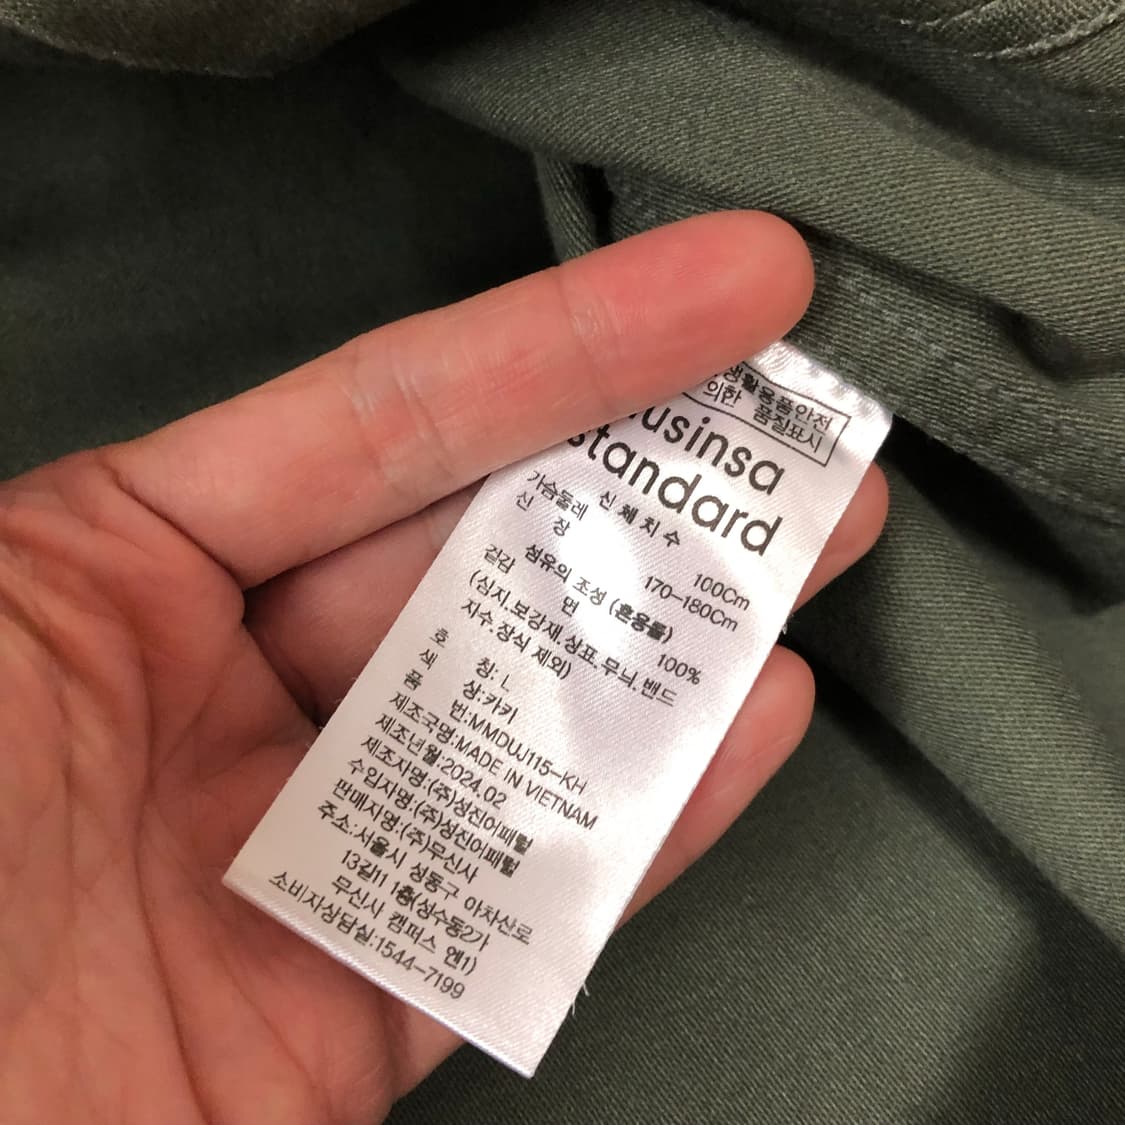 생활용품안전
의한 품질표시
musinsa
standard
신체치수
가슴둘레 100Cm
신 장 170-180Cm
섬유의 조성 (혼용률)
겉감 면 100%
(심지,보강재,상표,무늬,밴드
자수,장식 제외)
호 칭:L
색 상:카키
품 번:MMDUJ115-KH
제조국명:MADE IN VIETNAM
제조년월:2024.02
제조자명:(주)성진어패럴
수입자명:(주)성진어패럴
판매자명:(주)무신사
주소:서울시 성동구 아차산로
13길11 1층(성수동2가
무신사 캠퍼스 엔1)
소비자상담실:1544-7199